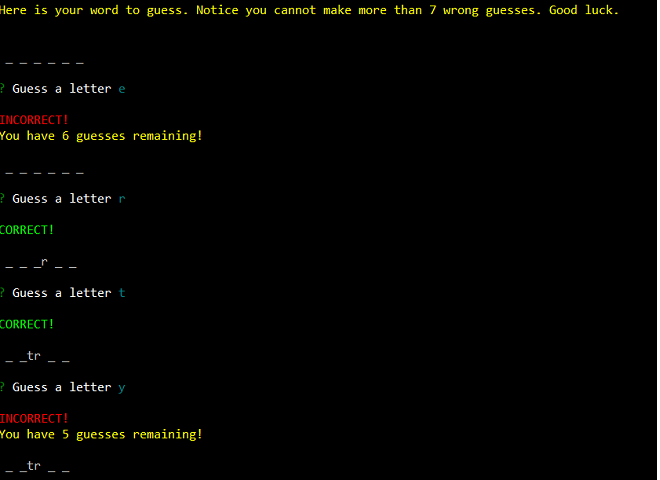 Here is your word to guess. Notice you cannot make more than 7 wrong guesses. Good luck.
_ _ _ _ _ _
? Guess a letter e
INCORRECT!
You have 6 guesses remaining!
_ _ _ _ _ _
? Guess a letter r
CORRECT!
_ _ _r _ _
? Guess a letter t
CORRECT!
_ _tr _ _
? Guess a letter y
INCORRECT!
You have 5 guesses remaining!
_ _tr _ _